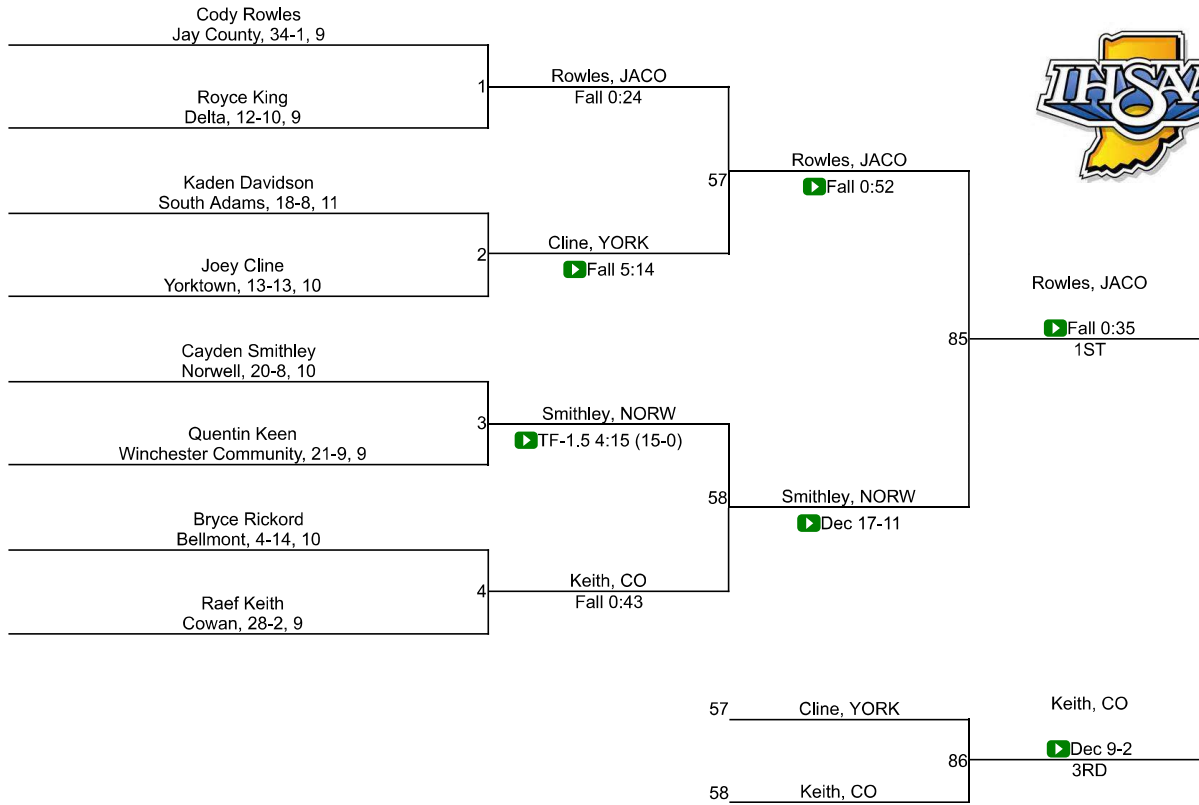 Cody Rowles
Jay County, 34-1, 9
1
Rowles, JACO
Fall 0:24
Royce King
Delta, 12-10, 9
IHSAA
57
Rowles, JACO
Fall 0:52
Kaden Davidson
South Adams, 18-8, 11
2
Cline, YORK
Fall 5:14
Joey Cline
Yorktown, 13-13, 10
Rowles, JACO
85
Fall 0:35
1ST
Cayden Smithley
Norwell, 20-8, 10
3
Smithley, NORW
TF-1.5 4:15 (15-0)
Quentin Keen
Winchester Community, 21-9, 9
58
Smithley, NORW
Dec 17-11
Bryce Rickord
Bellmont, 4-14, 10
4
Keith, CO
Fall 0:43
Raef Keith
Cowan, 28-2, 9
57
Cline, YORK
Keith, CO
86
Dec 9-2
3RD
58
Keith, CO